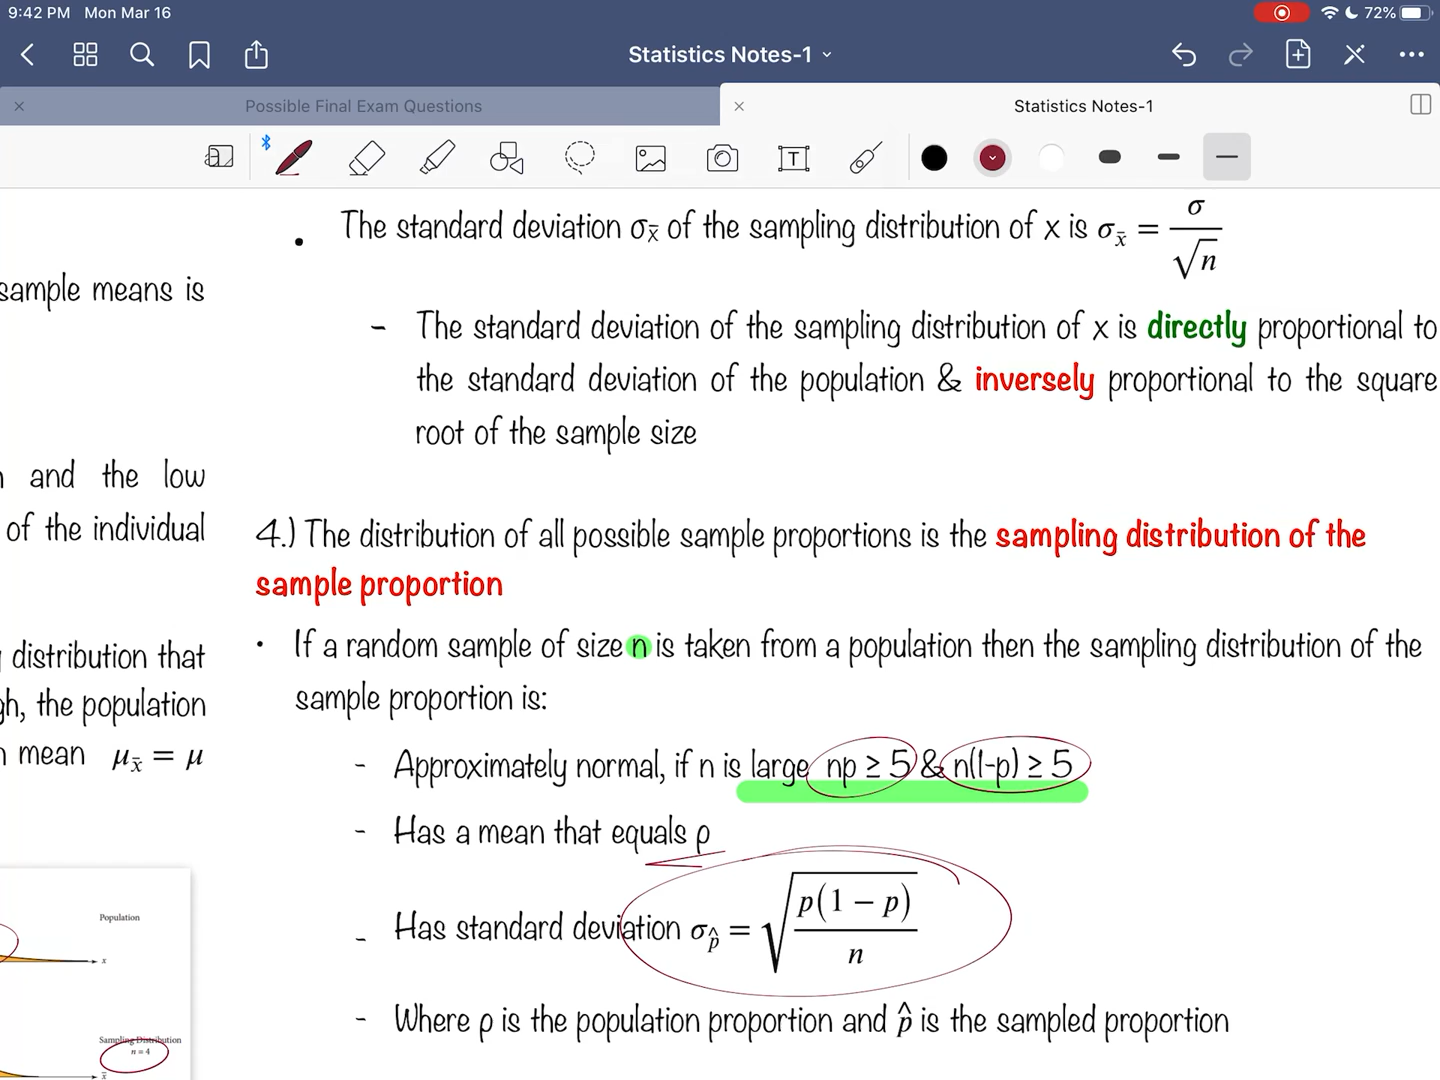 9:42 PM Mon Mar 16
72%
Statistics Notes-1
Possible Final Exam Questions
Statistics Notes-1
The standard deviation σx̄ of the sampling distribution of x is σx̄ = σ/√n
sample means is
- The standard deviation of the sampling distribution of x is directly proportional to
the standard deviation of the population & inversely proportional to the square
root of the sample size
and the low
of the individual
4.) The distribution of all possible sample proportions is the sampling distribution of the
sample proportion
distribution that
gh, the population
mean μx̄ = μ
· If a random sample of size n is taken from a population then the sampling distribution of the
sample proportion is:
- Approximately normal, if n is large np ≥ 5 & n(1-p) ≥ 5
- Has a mean that equals ρ
- Has standard deviation σp̂ = √(p(1 − p)/n)
- Where ρ is the population proportion and p̂ is the sampled proportion
Population
x
Sampling Distribution
n = 4
x̄